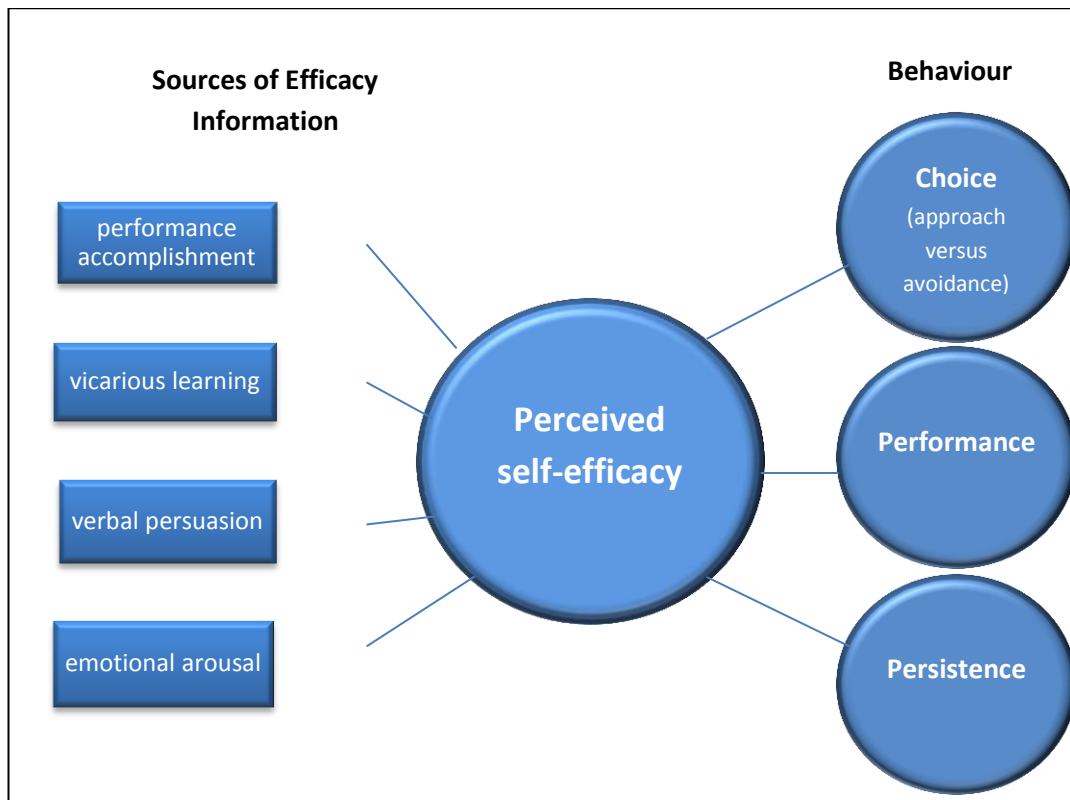 Sources of Efficacy
Information
performance
accomplishment
vicarious learning
verbal persuasion
emotional arousal
Perceived
self-efficacy
Behaviour
Choice
(approach
versus
avoidance)
Performance
Persistence